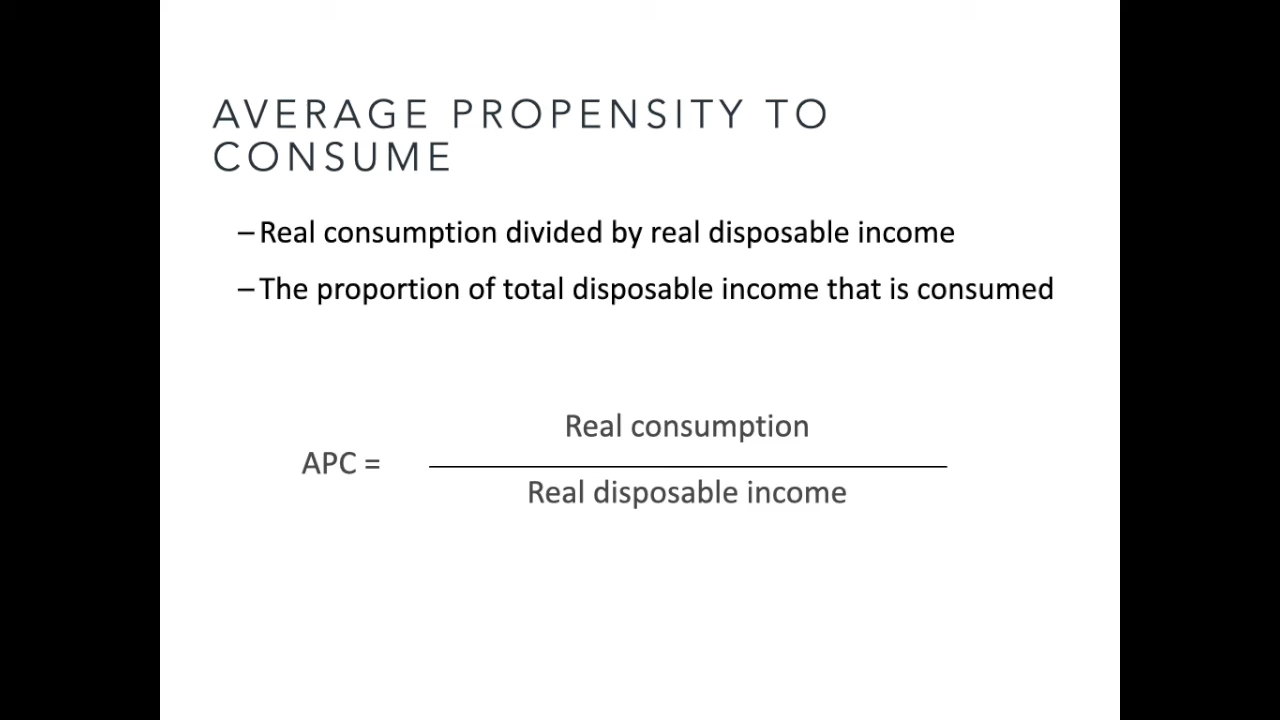 AVERAGE PROPENSITY TO
CONSUME
–Real consumption divided by real disposable income
–The proportion of total disposable income that is consumed
Real consumption
APC =
Real disposable income